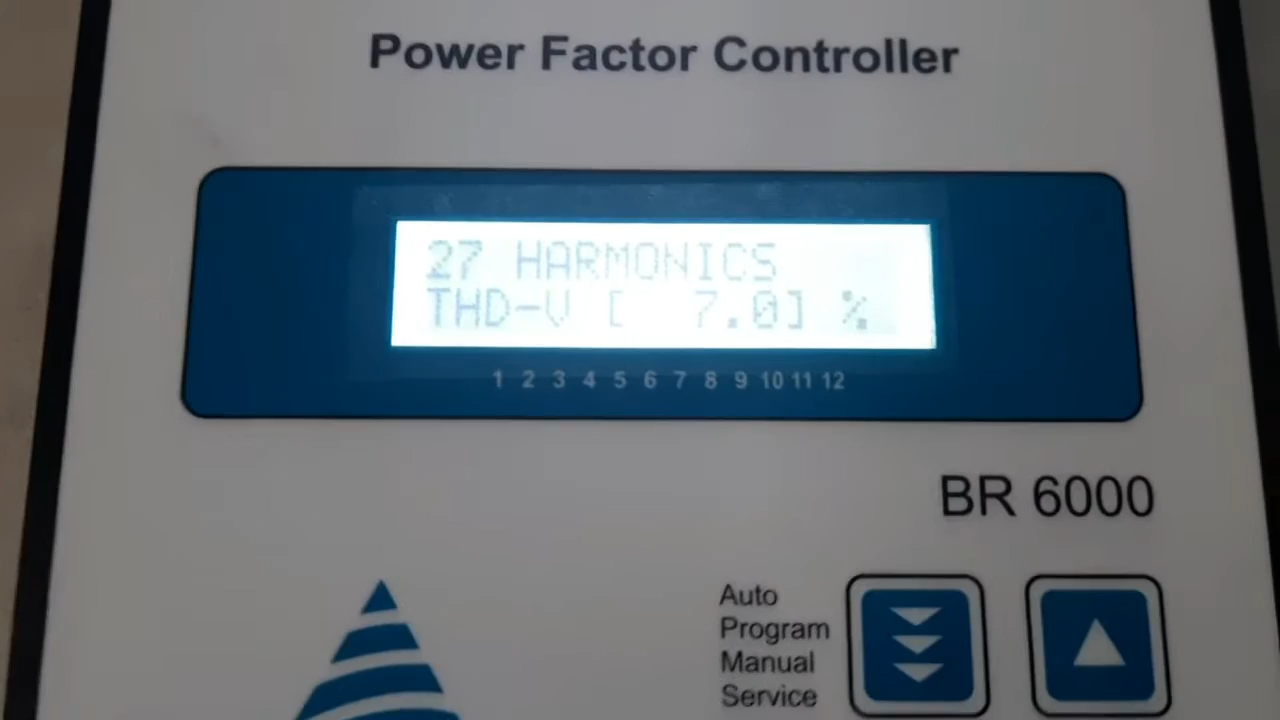 Power Factor Controller
27 HARMONICS
THD-V [  7.0] %
1 2 3 4 5 6 7 8 9 10 11 12
BR 6000
Auto
Program
Manual
Service